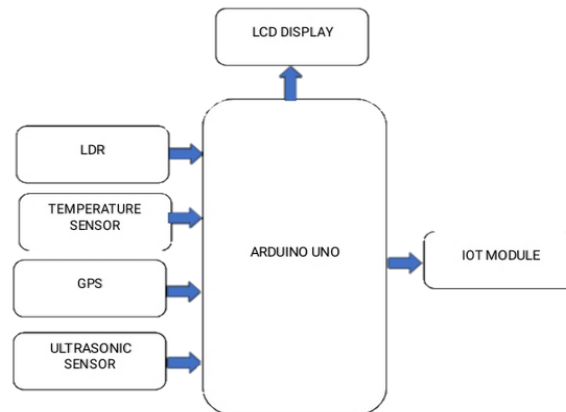 LCD DISPLAY
LDR
TEMPERATURE
SENSOR
GPS
ULTRASONIC
SENSOR
ARDUINO UNO
IOT MODULE